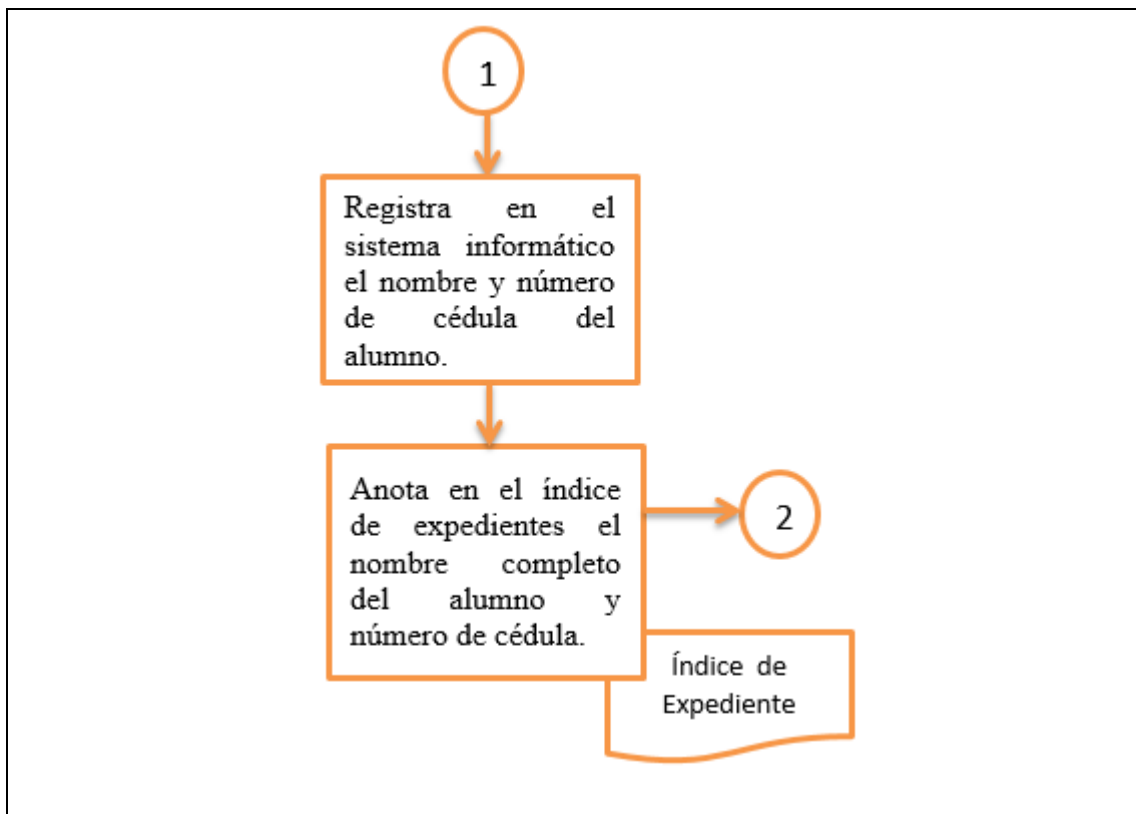 1
Registra en el
sistema informático
el nombre y número
de cédula del
alumno.
Anota en el índice
de expedientes el
nombre completo
del alumno y
número de cédula.
2
Índice de
Expediente